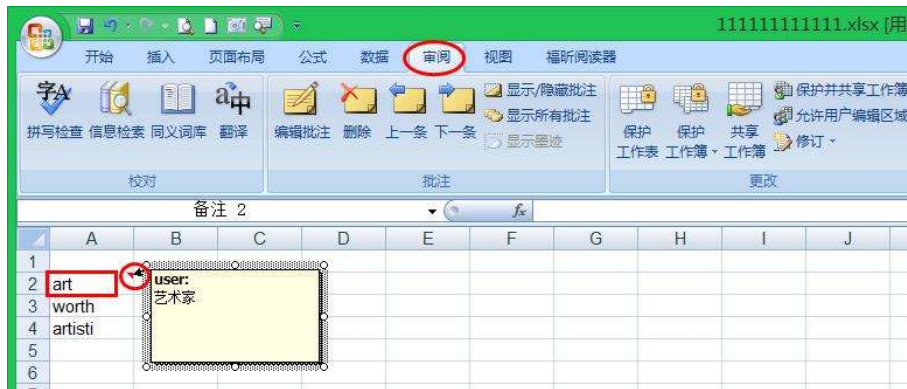 111111111111.xlsx [用
开始 插入 页面布局 公式 数据 审阅 视图 福昕阅读器
字A 拼写检查 信息检索 同义词库 a中 翻译 编辑批注 删除 上一条 下一条
显示/隐藏批注
显示所有批注
显示墨迹
保护工作表 保护工作簿 共享工作簿
保护并共享工作簿
允许用户编辑区域
修订
校对 批注 更改
备注 2 fx
A B C D E F G H I J
1
2 art
user:
艺术家
3 worth
4 artisti
5
6